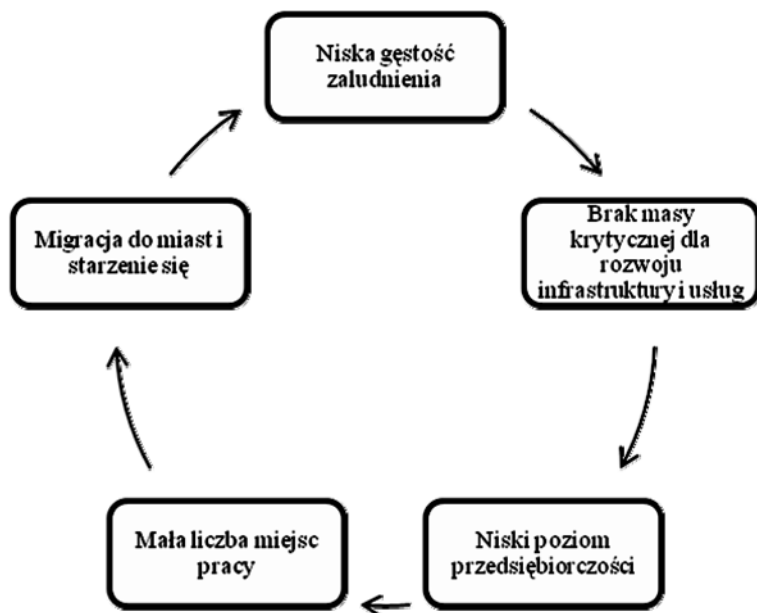 Niska gęstość
zaludnienia
Brak masy
krytycznej dla
rozwoju
infrastruktury i usług
Niski poziom
przedsiębiorczości
Mała liczba miejsc
pracy
Migracja do miast i
starzenie się